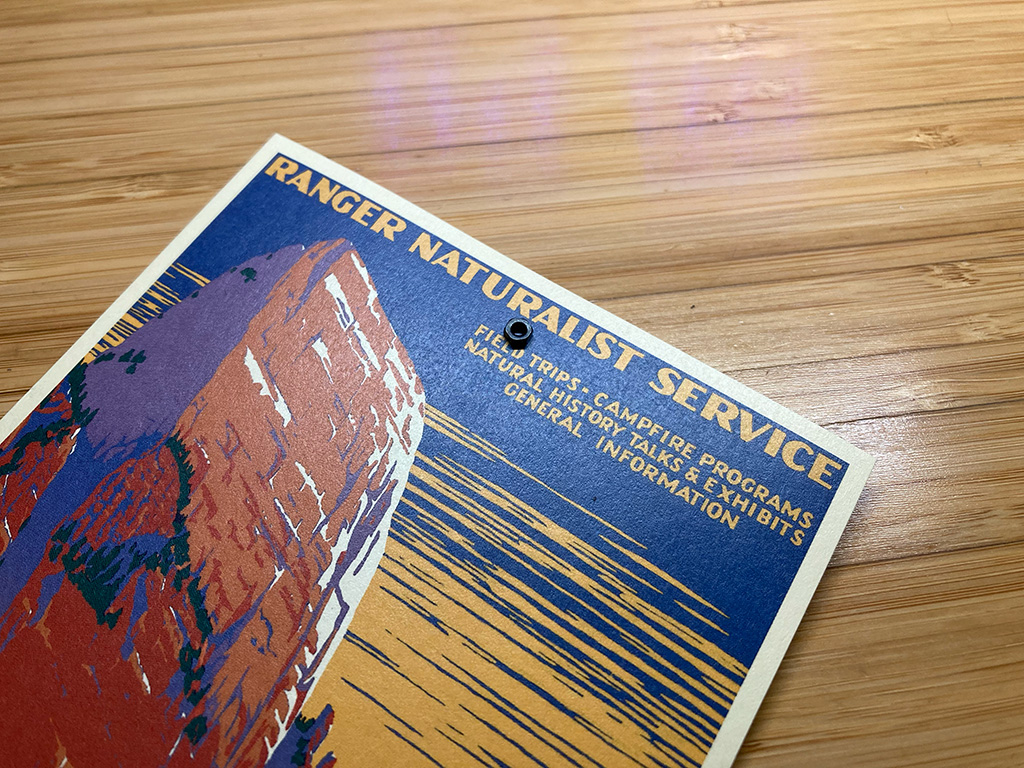 RANGER NATURALIST SERVICE
FIELD TRIPS · CAMPFIRE PROGRAMS
NATURAL HISTORY TALKS & EXHIBITS
GENERAL INFORMATION